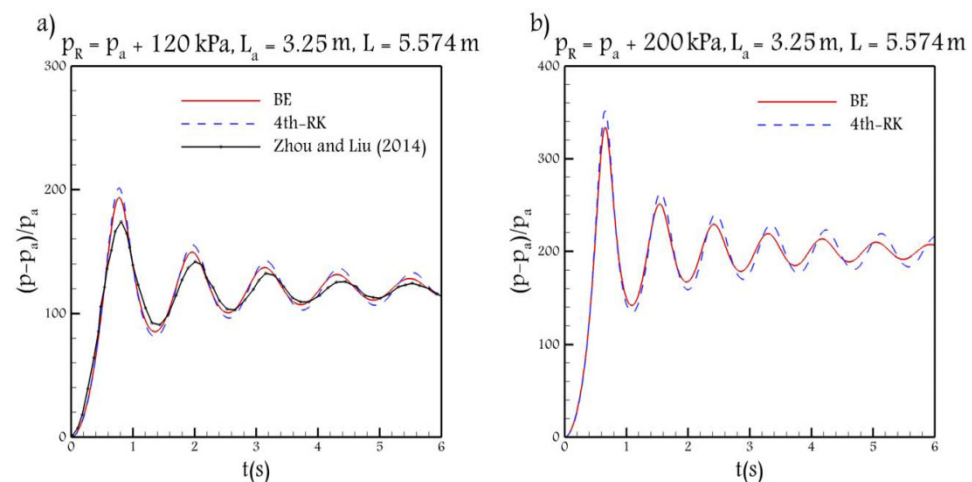 a)
p_R = p_a + 120 kPa, L_a = 3.25 m, L = 5.574 m
300
200
100
0
(p-p_a)/p_a
BE
4th-RK
Zhou and Liu (2014)
0 1 2 3 4 5 6
t(s)
b)
p_R = p_a + 200 kPa, L_a = 3.25 m, L = 5.574 m
400
300
200
100
0
(p-p_a)/p_a
BE
4th-RK
0 1 2 3 4 5 6
t(s)